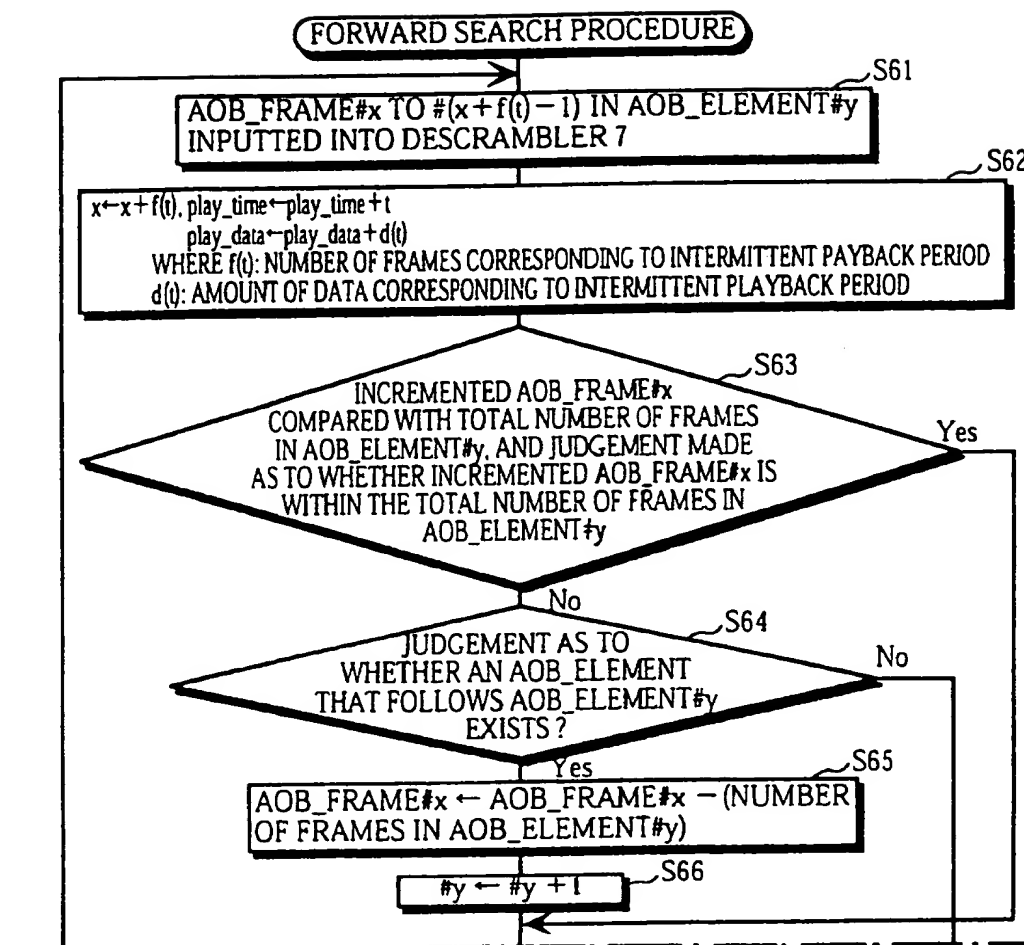 FORWARD SEARCH PROCEDURE
S61
AOB_FRAME#x TO #(x+f(t)−1) IN AOB_ELEMENT#y
INPUTTED INTO DESCRAMBLER 7
S62
x←x+f(t), play_time←play_time+t
play_data←play_data+d(t)
WHERE f(t): NUMBER OF FRAMES CORRESPONDING TO INTERMITTENT PAYBACK PERIOD
d(t): AMOUNT OF DATA CORRESPONDING TO INTERMITTENT PLAYBACK PERIOD
S63
INCREMENTED AOB_FRAME#x
COMPARED WITH TOTAL NUMBER OF FRAMES
IN AOB_ELEMENT#y, AND JUDGEMENT MADE
AS TO WHETHER INCREMENTED AOB_FRAME#x IS
WITHIN THE TOTAL NUMBER OF FRAMES IN
AOB_ELEMENT#y
Yes
No
S64
JUDGEMENT AS TO
WHETHER AN AOB_ELEMENT
THAT FOLLOWS AOB_ELEMENT#y
EXISTS ?
No
Yes
S65
AOB_FRAME#x ← AOB_FRAME#x − (NUMBER
OF FRAMES IN AOB_ELEMENT#y)
S66
#y ← #y + 1